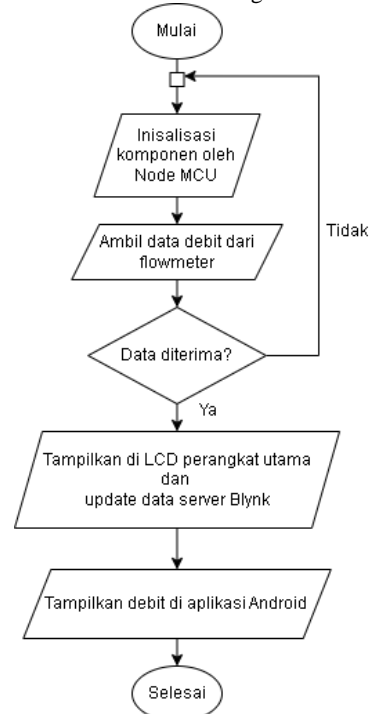 Mulai
Inisalisasi
komponen oleh
Node MCU
Ambil data debit dari
flowmeter
Tidak
Data diterima?
Ya
Tampilkan di LCD perangkat utama
dan
update data server Blynk
Tampilkan debit di aplikasi Android
Selesai